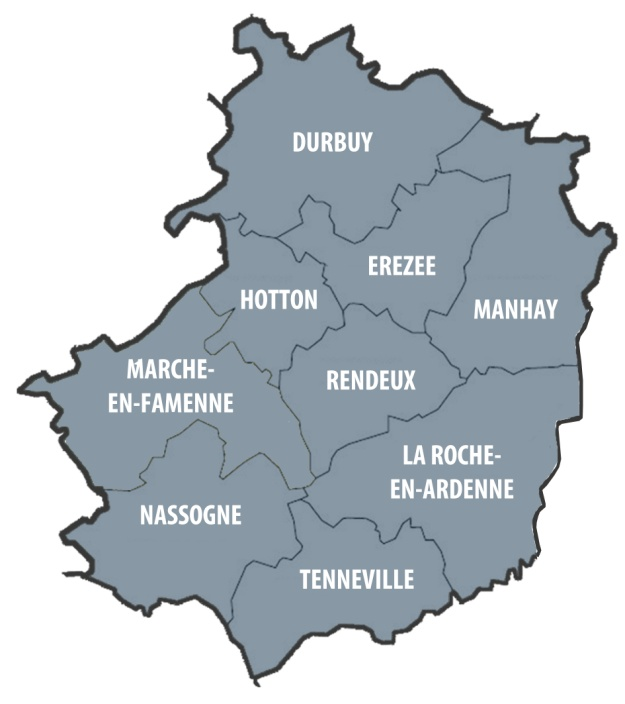 DURBUY
EREZEE
HOTTON
MANHAY
MARCHE-
EN-FAMENNE
RENDEUX
LA ROCHE-
EN-ARDENNE
NASSOGNE
TENNEVILLE